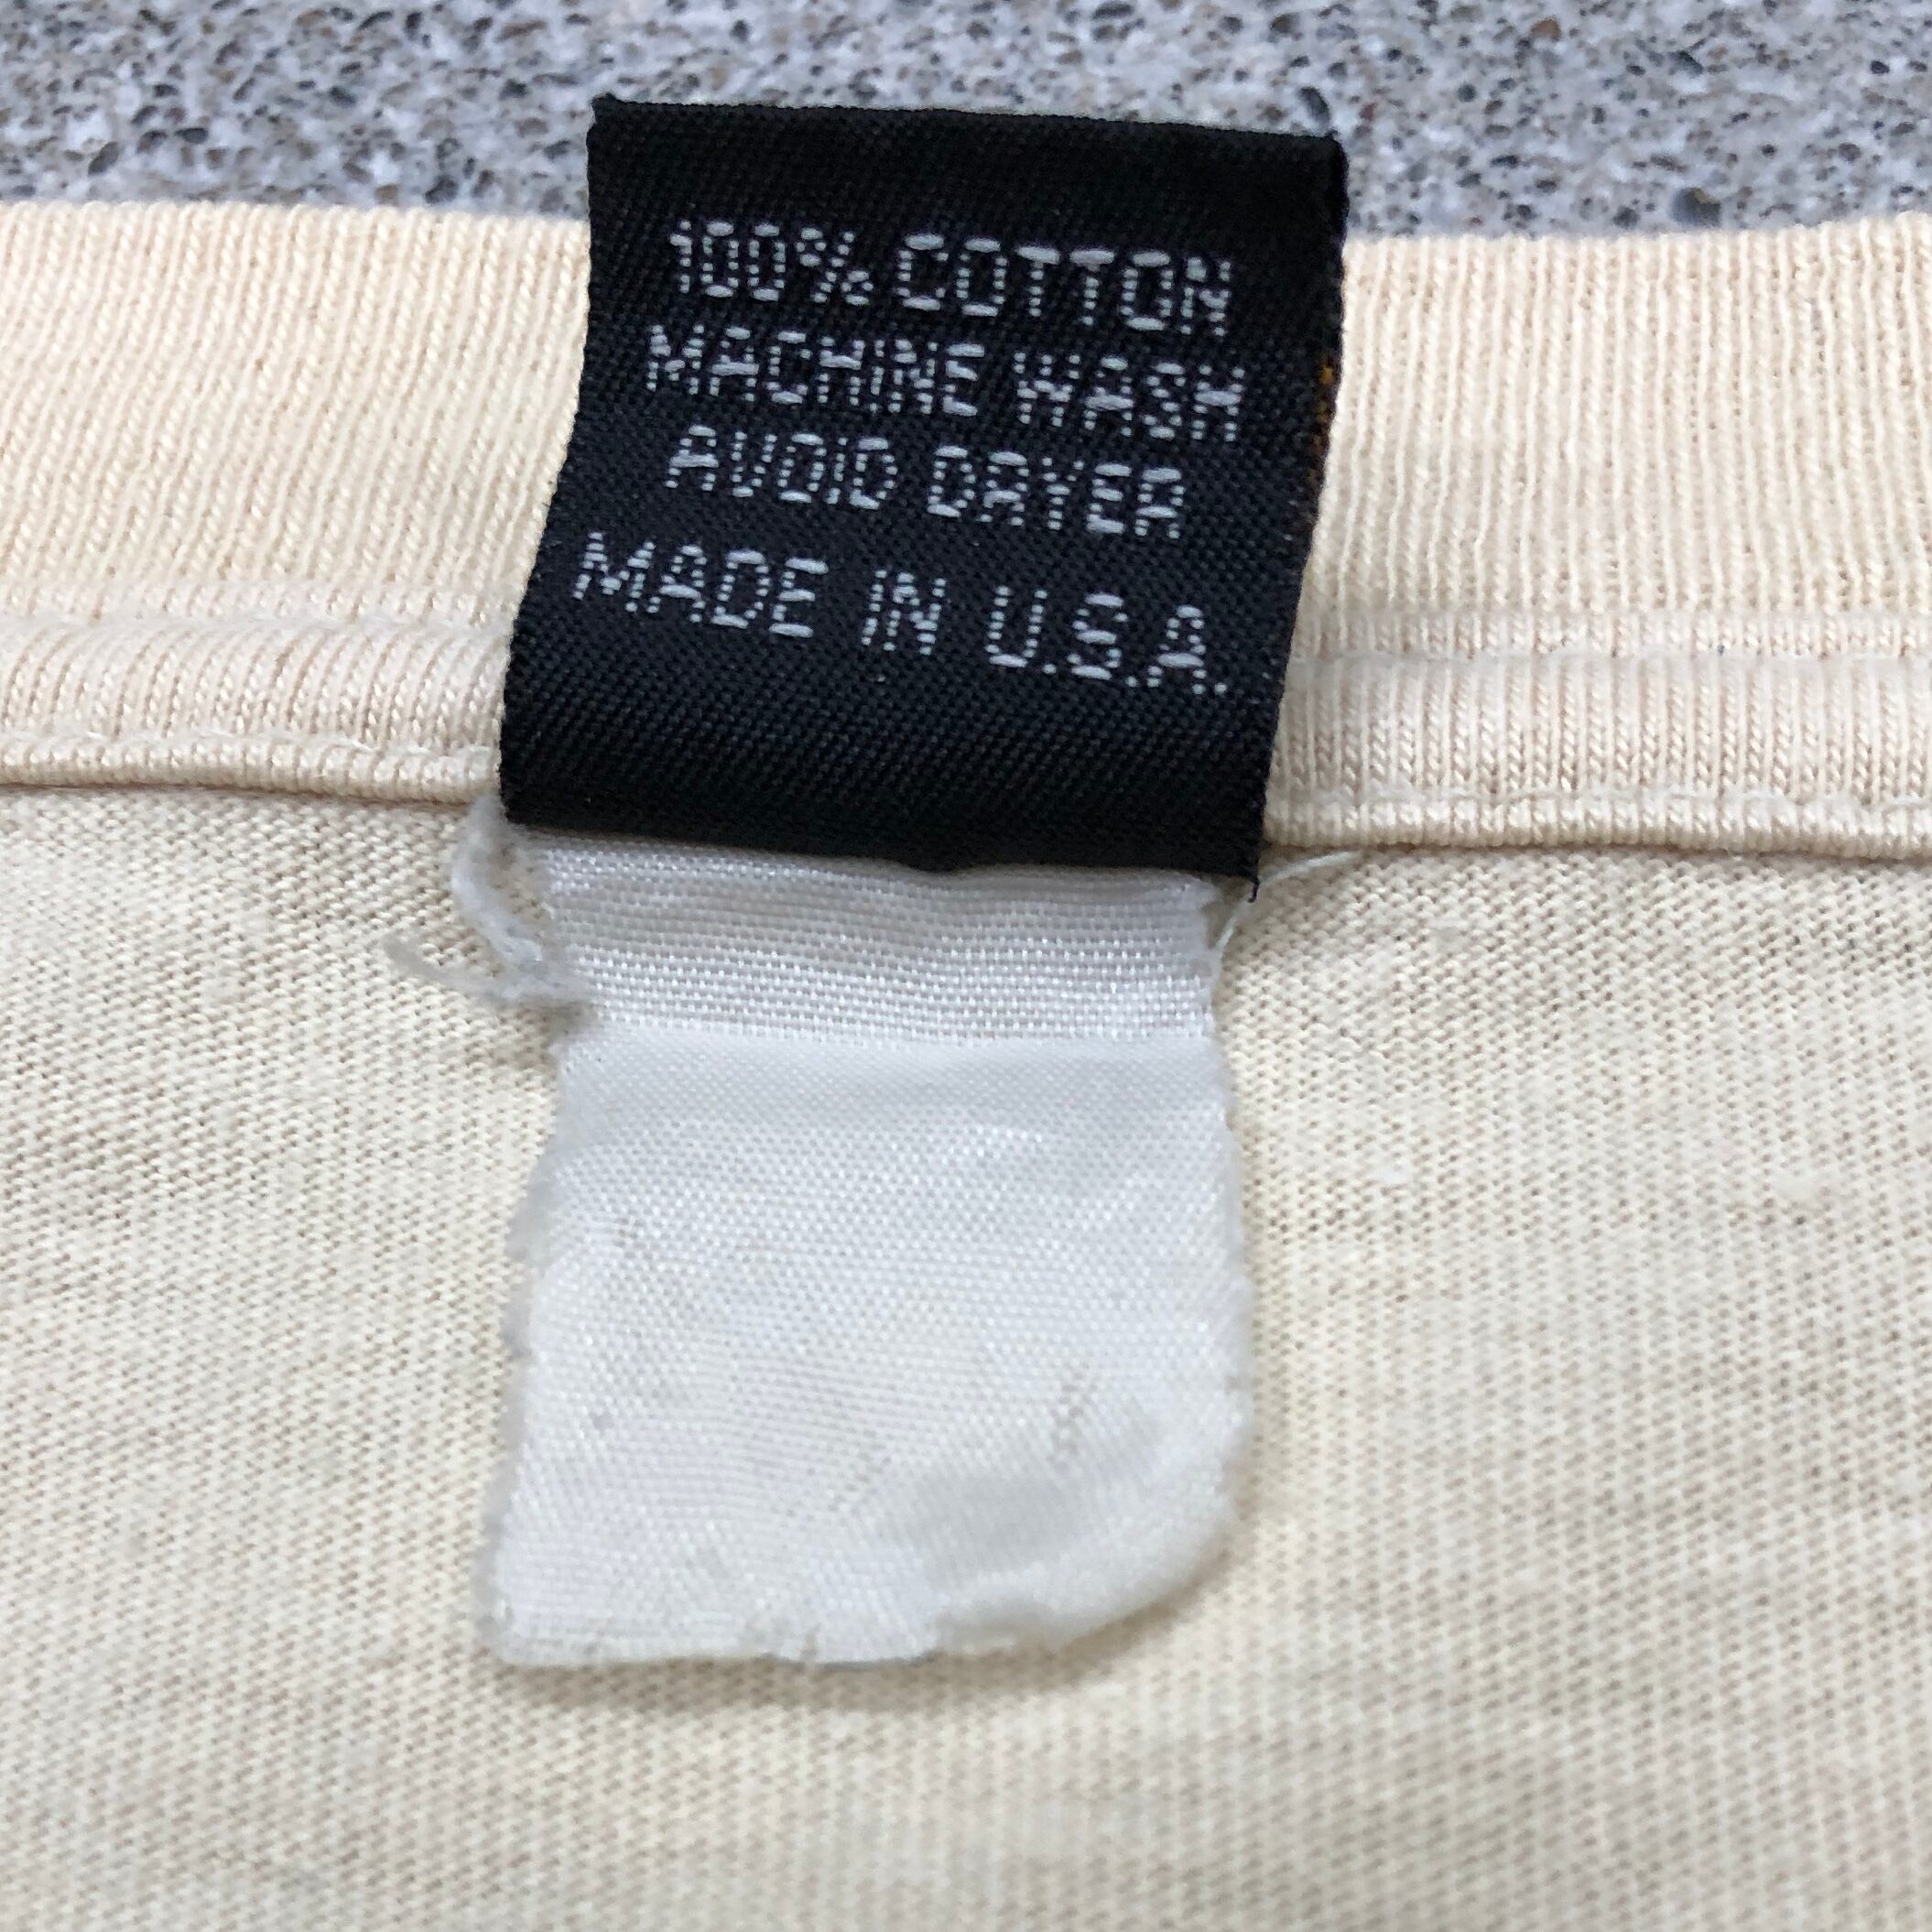 100% COTTON
MACHINE WASH
AVOID DRYER
MADE IN U.S.A.